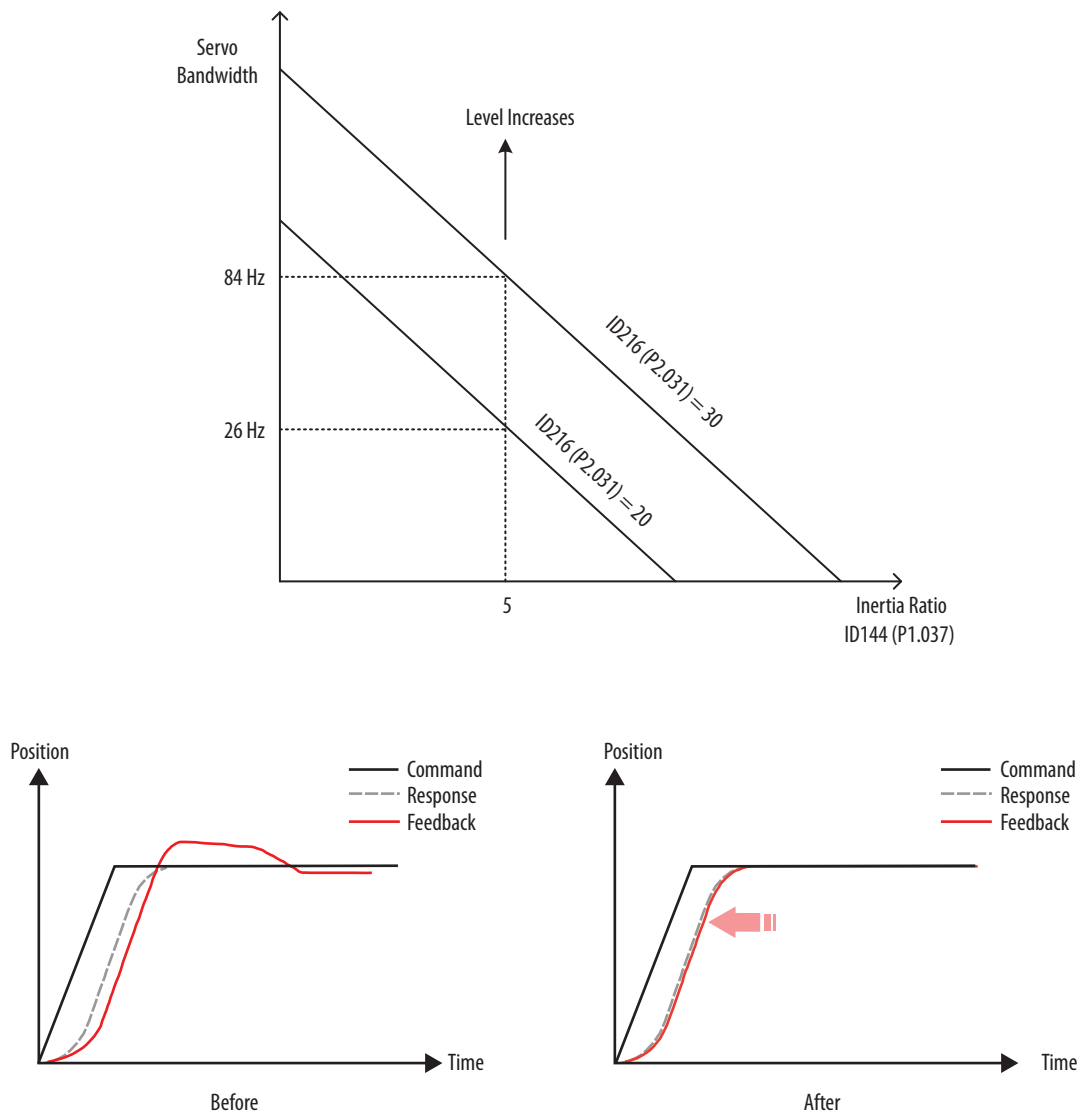 Servo
Bandwidth
Level Increases
84 Hz
ID216 (P2.031) = 30
26 Hz
ID216 (P2.031) = 20
5
Inertia Ratio
ID144 (P1.037)
Position
Command
Response
Feedback
Time
Before
Position
Command
Response
Feedback
Time
After